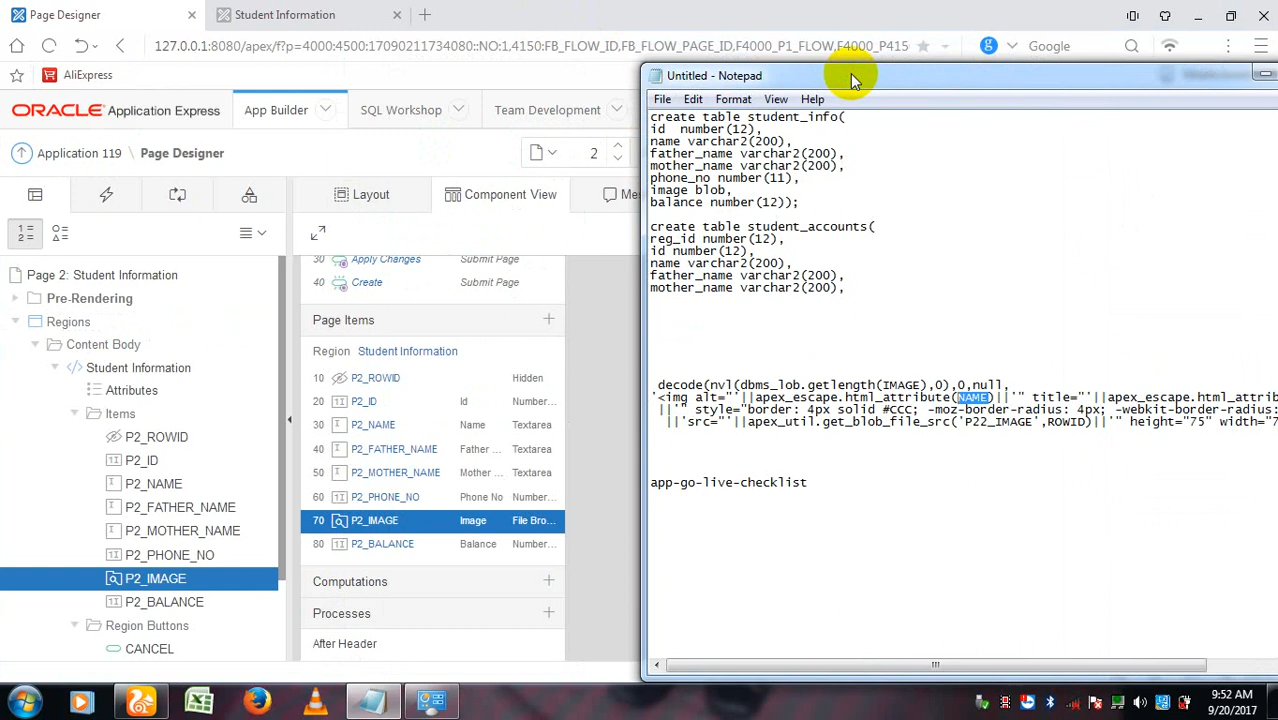 Page Designer
Student Information
127.0.0.1:8080/apex/f?p=4000:4500:17090211734080:NO:1,4150:FB_FLOW_ID,FB_FLOW_PAGE_ID,F4000_P1_FLOW,F4000_P415
Google
AliExpress
ORACLE Application Express
App Builder
SQL Workshop
Team Development
Application 119
Page Designer
2
Layout
Component View
Page 2: Student Information
Pre-Rendering
Regions
Content Body
Student Information
Attributes
Items
P2_ROWID
P2_ID
P2_NAME
P2_FATHER_NAME
P2_MOTHER_NAME
P2_PHONE_NO
P2_IMAGE
P2_BALANCE
Region Buttons
CANCEL
30 Apply Changes Submit Page
40 Create Submit Page
Page Items
Region Student Information
10 P2_ROWID Hidden
20 P2_ID Id Number...
30 P2_NAME Name Textarea
40 P2_FATHER_NAME Father ... Textarea
50 P2_MOTHER_NAME Mother ... Textarea
60 P2_PHONE_NO Phone No Number...
70 P2_IMAGE Image File Bro...
80 P2_BALANCE Balance Number...
Computations
Processes
After Header
Untitled - Notepad
File Edit Format View Help
create table student_info(
id  number(12),
name varchar2(200),
father_name varchar2(200),
mother_name varchar2(200),
phone_no number(11),
image blob,
balance number(12));
create table student_accounts(
reg_id number(12),
id number(12),
name varchar2(200),
father_name varchar2(200),
mother_name varchar2(200),
decode(nvl(dbms_lob.getlength(IMAGE),0),0,null,
'<img alt="'||apex_escape.html_attribute(NAME)||'" title="'||apex_escape.html_attrib
||'" style="border: 4px solid #CCC; -moz-border-radius: 4px; -webkit-border-radius:
||'src="'||apex_util.get_blob_file_src('P22_IMAGE',ROWID)||'" height="75" width="7
app-go-live-checklist
9:52 AM
9/20/2017